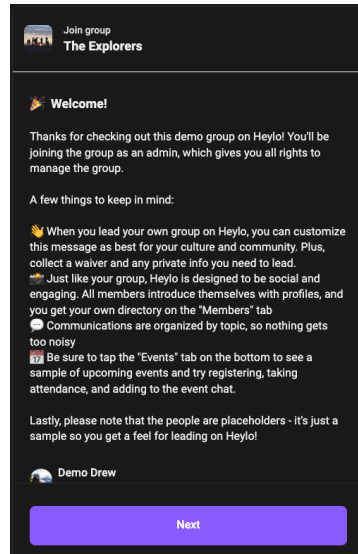 Join group
The Explorers
🎉 Welcome!
Thanks for checking out this demo group on Heylo! You'll be
joining the group as an admin, which gives you all rights to
manage the group.
A few things to keep in mind:
👋 When you lead your own group on Heylo, you can customize
this message as best for your culture and community. Plus,
collect a waiver and any private info you need to lead.
📸 Just like your group, Heylo is designed to be social and
engaging. All members introduce themselves with profiles, and
you get your own directory on the "Members" tab
💬 Communications are organized by topic, so nothing gets
too noisy
📅 Be sure to tap the "Events" tab on the bottom to see a
sample of upcoming events and try registering, taking
attendance, and adding to the event chat.
Lastly, please note that the people are placeholders - it's just a
sample so you get a feel for leading on Heylo!
Demo Drew
Next